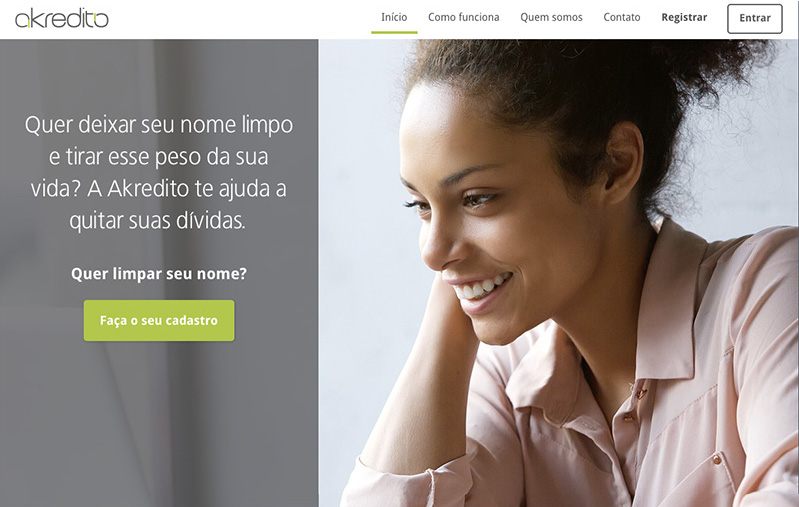 akredito
Início Como funciona Quem somos Contato Registrar Entrar
Quer deixar seu nome limpo
e tirar esse peso da sua
vida? A Akredito te ajuda a
quitar suas dívidas.
Quer limpar seu nome?
Faça o seu cadastro